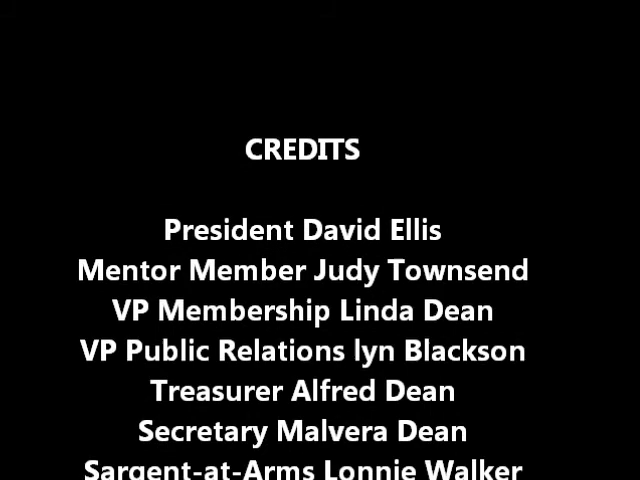 CREDITS
President David Ellis
Mentor Member Judy Townsend
VP Membership Linda Dean
VP Public Relations lyn Blackson
Treasurer Alfred Dean
Secretary Malvera Dean
Sargent-at-Arms Lonnie Walker